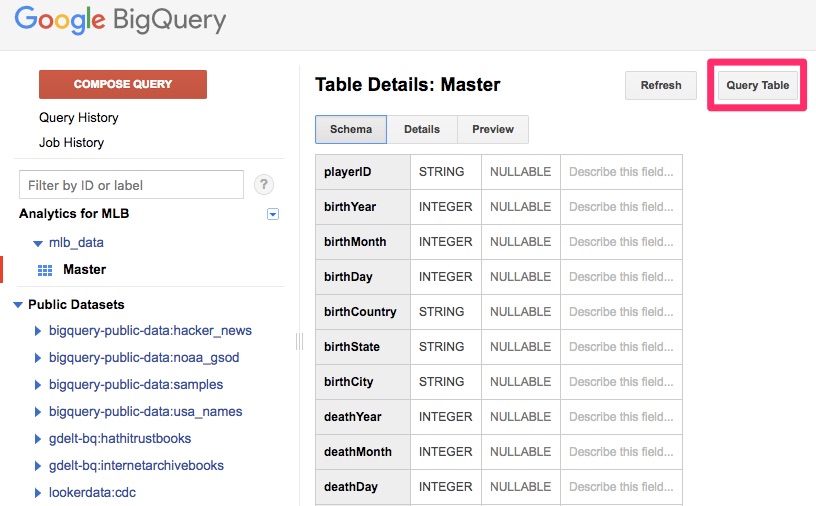 Google BigQuery
COMPOSE QUERY
Query History
Job History
Filter by ID or label
?
Analytics for MLB
mlb_data
Master
Public Datasets
bigquery-public-data:hacker_news
bigquery-public-data:noaa_gsod
bigquery-public-data:samples
bigquery-public-data:usa_names
gdelt-bq:hathitrustbooks
gdelt-bq:internetarchivebooks
lookerdata:cdc
Table Details: Master
Refresh
Query Table
Schema Details Preview
playerID STRING NULLABLE Describe this field...
birthYear INTEGER NULLABLE Describe this field...
birthMonth INTEGER NULLABLE Describe this field...
birthDay INTEGER NULLABLE Describe this field...
birthCountry STRING NULLABLE Describe this field...
birthState STRING NULLABLE Describe this field...
birthCity STRING NULLABLE Describe this field...
deathYear INTEGER NULLABLE Describe this field...
deathMonth INTEGER NULLABLE Describe this field...
deathDay INTEGER NULLABLE Describe this field...